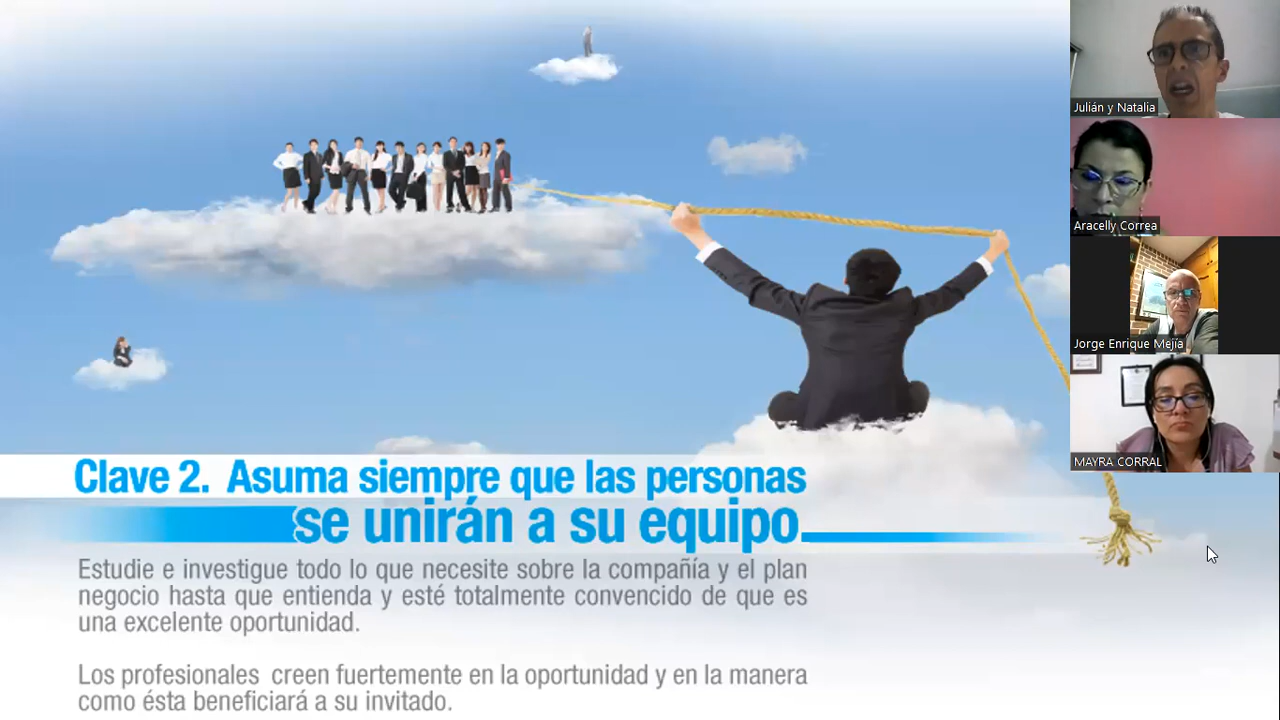 Julián y Natalia
Aracelly Correa
Jorge Enrique Mejía
MAYRA CORRAL
Clave 2. Asuma siempre que las personas
se unirán a su equipo.
Estudie e investigue todo lo que necesite sobre la compañía y el plan
negocio hasta que entienda y esté totalmente convencido de que es
una excelente oportunidad.
Los profesionales creen fuertemente en la oportunidad y en la manera
como ésta beneficiará a su invitado.